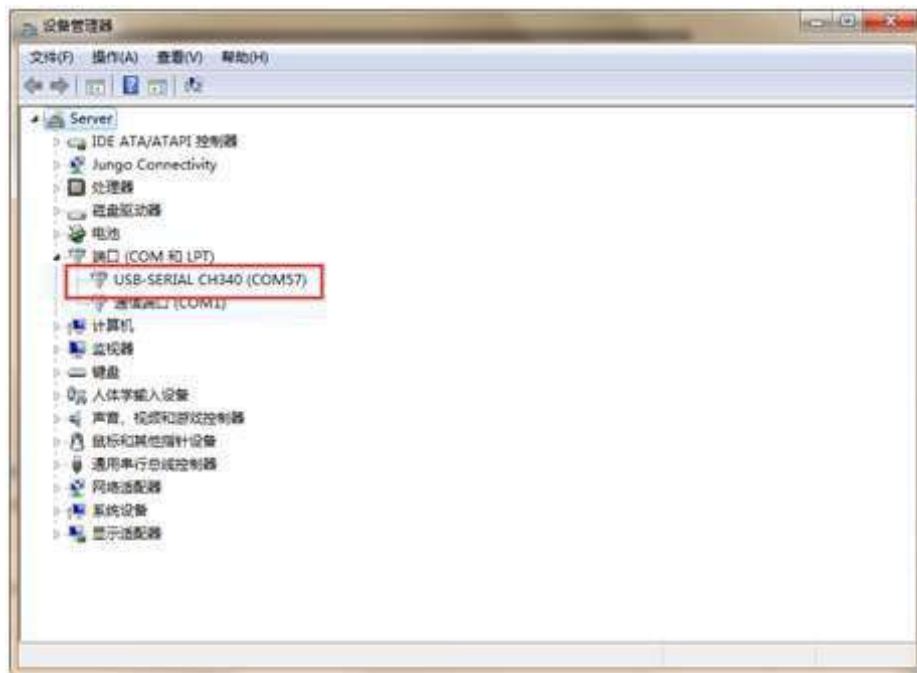 设备管理器
文件(F) 操作(A) 查看(V) 帮助(H)
Server
IDE ATA/ATAPI 控制器
Jungo Connectivity
处理器
磁盘驱动器
电池
端口 (COM 和 LPT)
USB-SERIAL CH340 (COM57)
通信端口 (COM1)
计算机
监视器
键盘
人体学输入设备
声音、视频和游戏控制器
鼠标和其他指针设备
通用串行总线控制器
网络适配器
系统设备
显示适配器